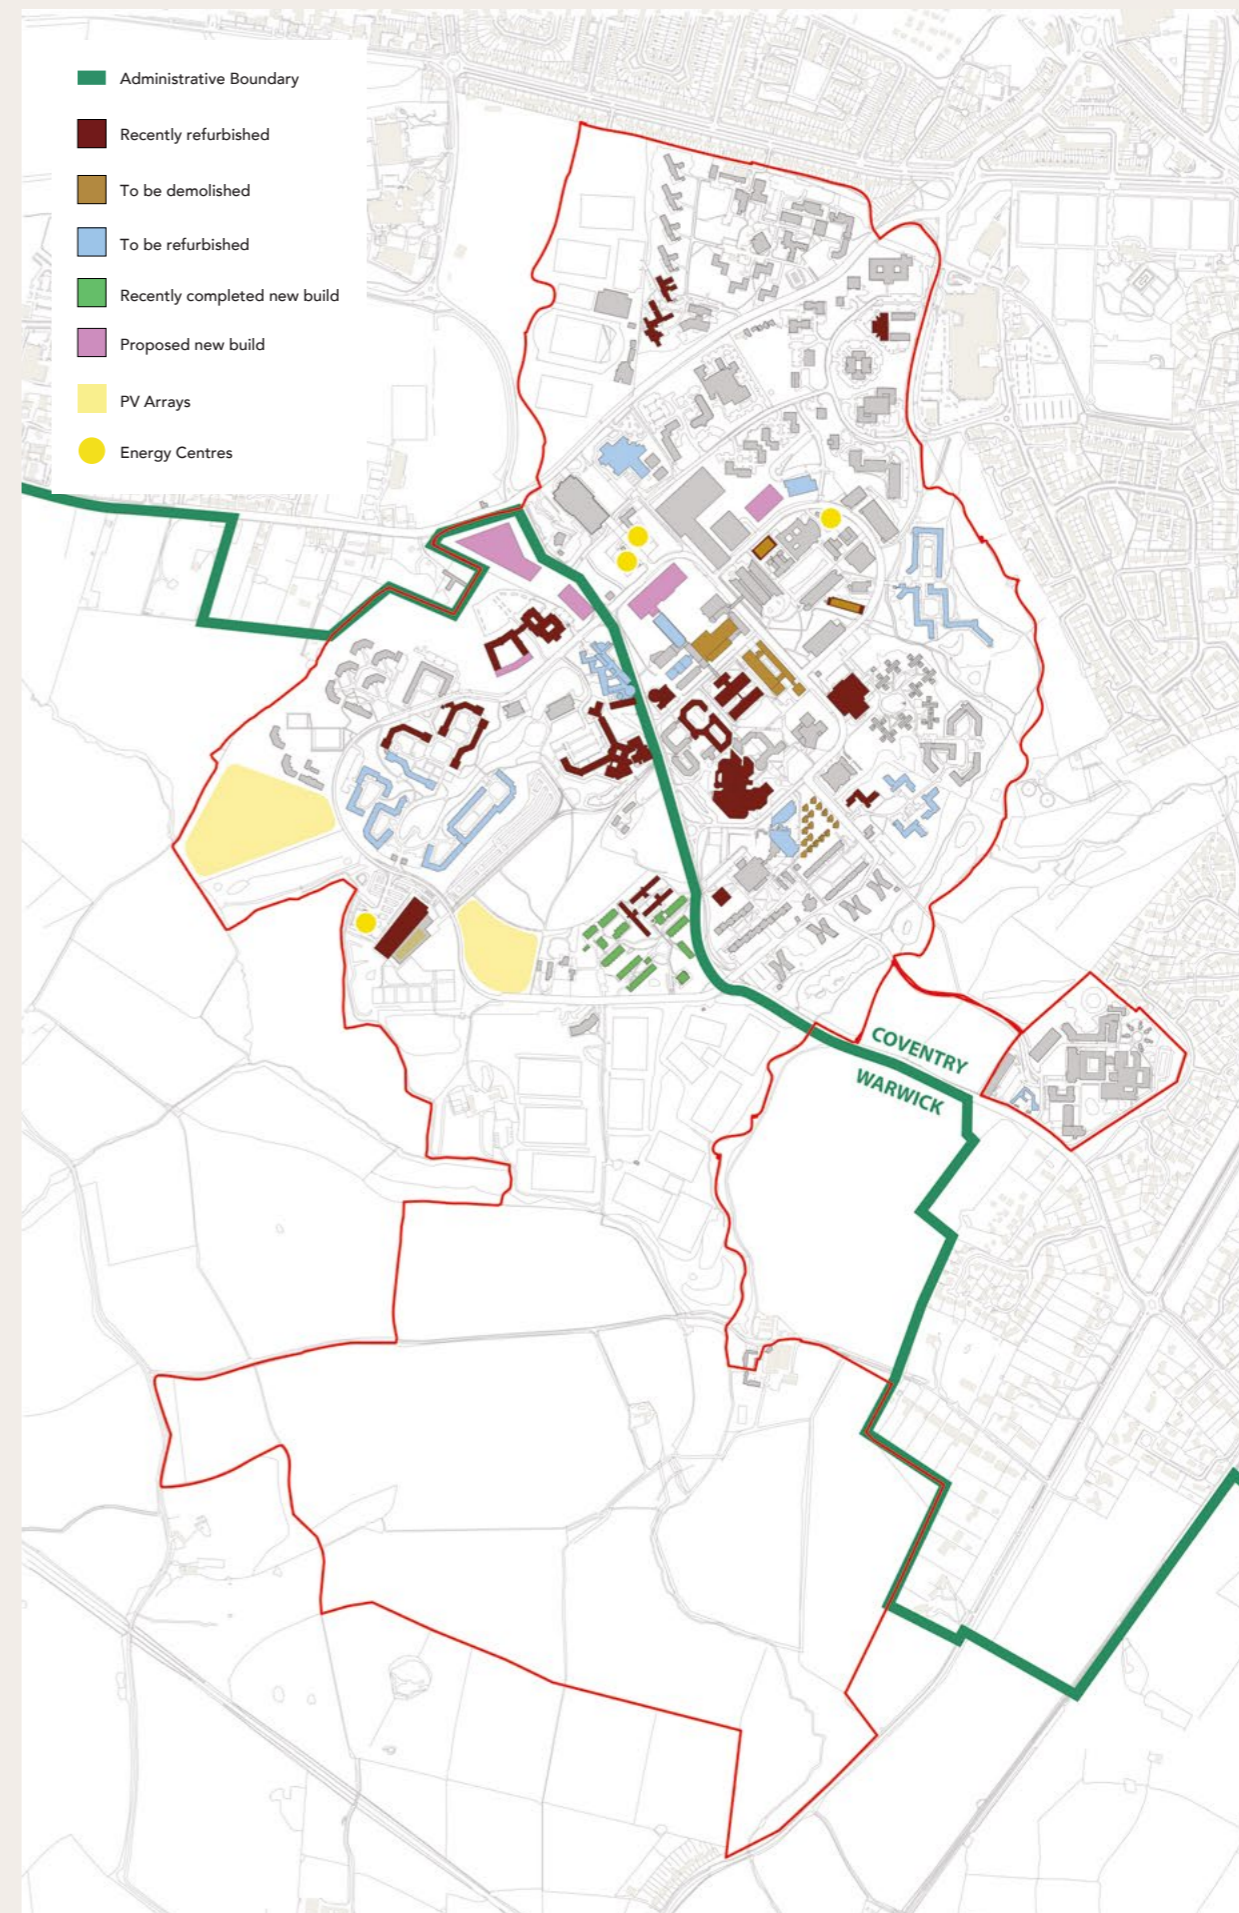 Administrative Boundary
Recently refurbished
To be demolished
To be refurbished
Recently completed new build
Proposed new build
PV Arrays
Energy Centres
COVENTRY
WARWICK